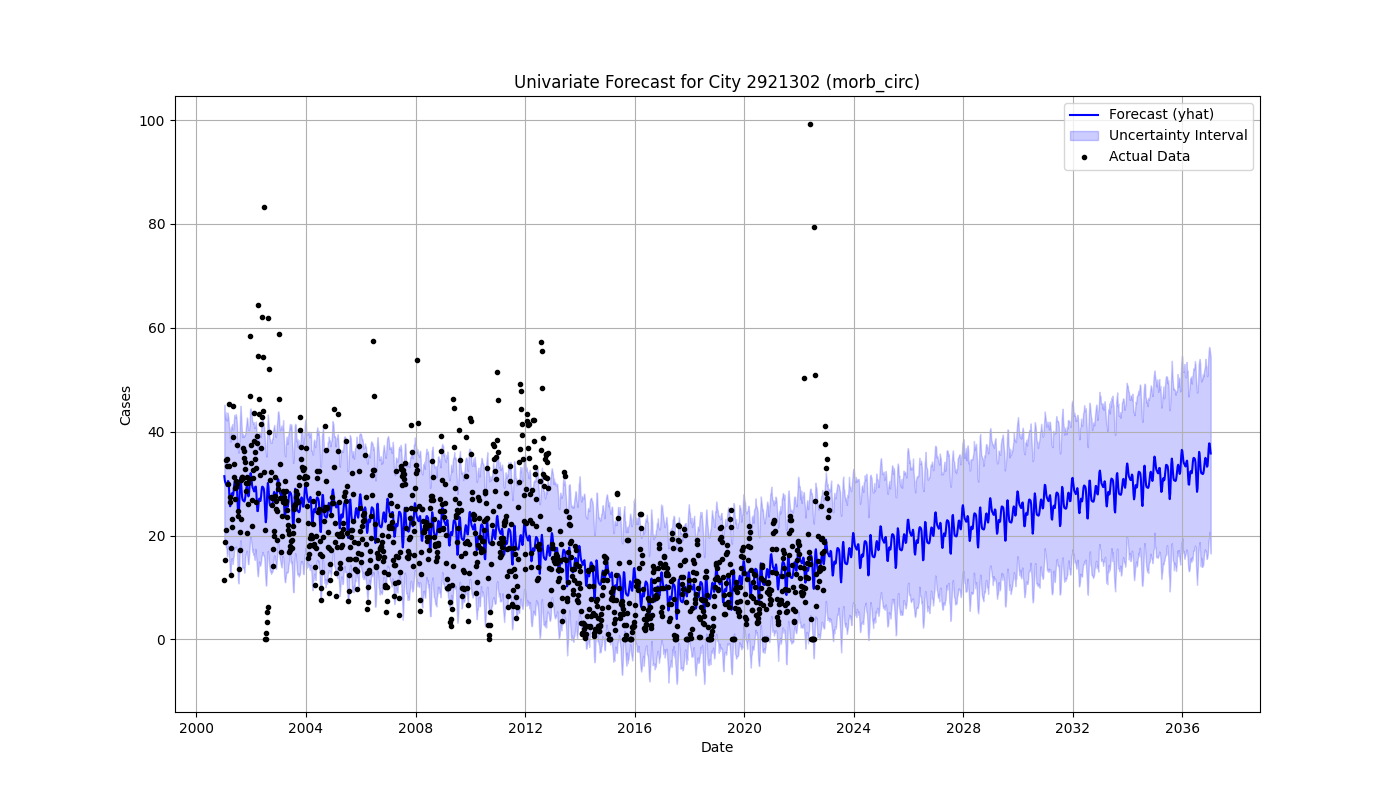 Univariate Forecast for City 2921302 (morb_circ)
Forecast (yhat)
Uncertainty Interval
Actual Data
100
80
60
40
20
0
Cases
2000 2004 2008 2012 2016 2020 2024 2028 2032 2036
Date